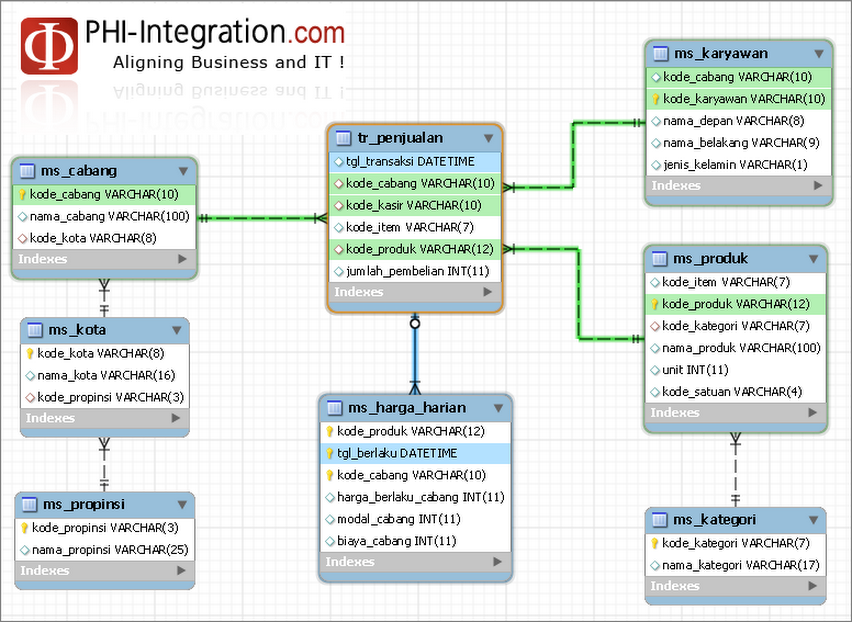 PHI-Integration.com
Aligning Business and IT !
ms_cabang
kode_cabang VARCHAR(10)
nama_cabang VARCHAR(100)
kode_kota VARCHAR(8)
Indexes
ms_kota
kode_kota VARCHAR(8)
nama_kota VARCHAR(16)
kode_propinsi VARCHAR(3)
Indexes
ms_propinsi
kode_propinsi VARCHAR(3)
nama_propinsi VARCHAR(25)
Indexes
tr_penjualan
tgl_transaksi DATETIME
kode_cabang VARCHAR(10)
kode_kasir VARCHAR(10)
kode_item VARCHAR(7)
kode_produk VARCHAR(12)
jumlah_pembelian INT(11)
Indexes
ms_harga_harian
kode_produk VARCHAR(12)
tgl_berlaku DATETIME
kode_cabang VARCHAR(10)
harga_berlaku_cabang INT(11)
modal_cabang INT(11)
biaya_cabang INT(11)
Indexes
ms_karyawan
kode_cabang VARCHAR(10)
kode_karyawan VARCHAR(10)
nama_depan VARCHAR(8)
nama_belakang VARCHAR(9)
jenis_kelamin VARCHAR(1)
Indexes
ms_produk
kode_item VARCHAR(7)
kode_produk VARCHAR(12)
kode_kategori VARCHAR(7)
nama_produk VARCHAR(100)
unit INT(11)
kode_satuan VARCHAR(4)
Indexes
ms_kategori
kode_kategori VARCHAR(7)
nama_kategori VARCHAR(17)
Indexes